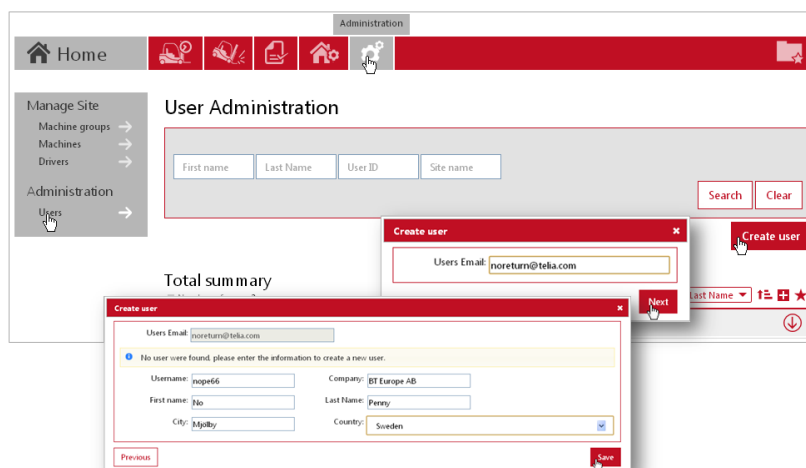 Administration
Home
Manage Site
Machine groups
Machines
Drivers
Administration
Users
User Administration
First name
Last Name
User ID
Site name
Search
Clear
Create user
Create user
Users Email:
noreturn@telia.com
Next
Total summary
Last Name
Create user
Users Email:
noreturn@telia.com
No user were found, please enter the information to create a new user.
Username:
nope66
Company:
BT Europe AB
First name:
No
Last Name:
Penny
City:
Mjolby
Country:
Sweden
Previous
Save